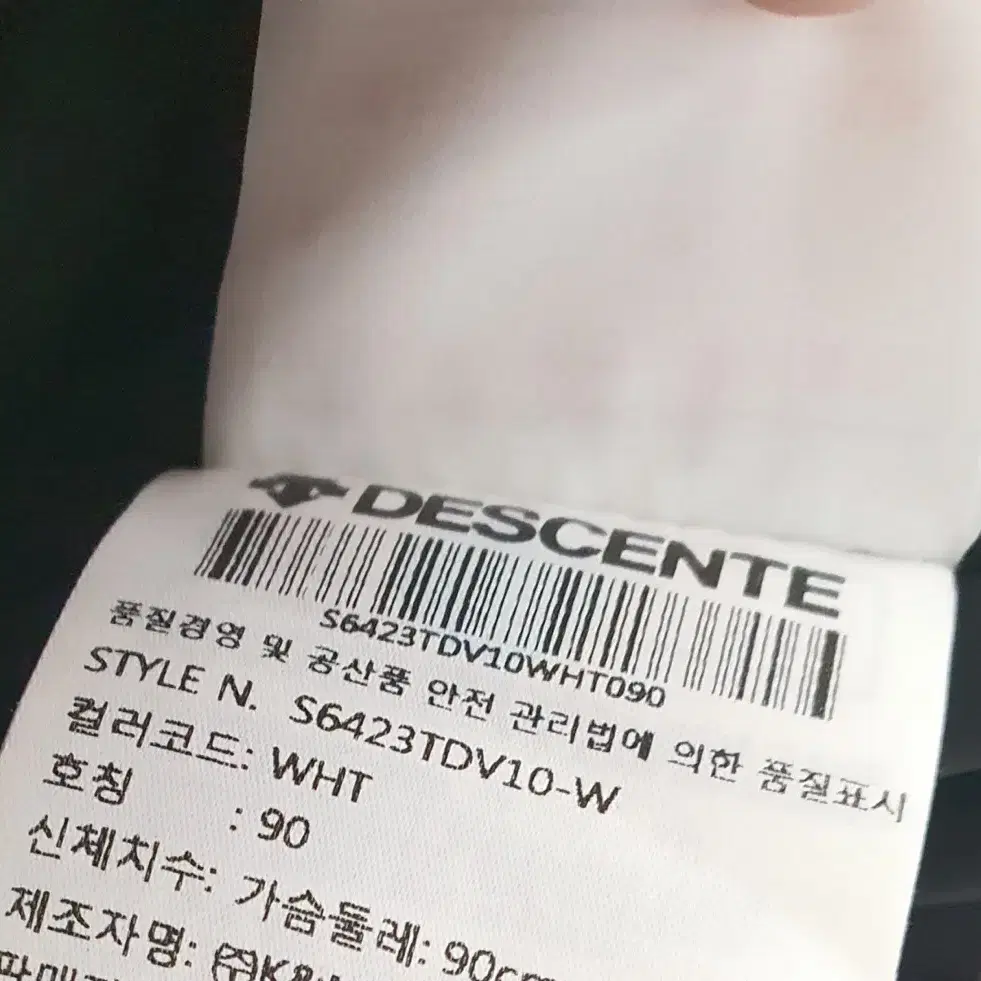 DESCENTE
S6423TDV10WHT090
품질경영 및 공산품 안전 관리법에 의한 품질표시
STYLE N. S6423TDV10-W
컬러코드: WHT
호칭 : 90
신체치수: 가슴둘레: 90cm
제조자명: ㈜K&